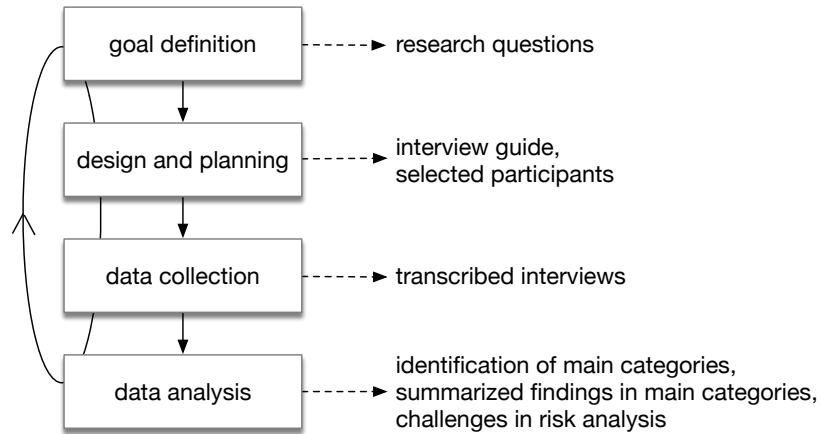 goal definition
research questions
design and planning
interview guide,
selected participants
data collection
transcribed interviews
data analysis
identification of main categories,
summarized findings in main categories,
challenges in risk analysis